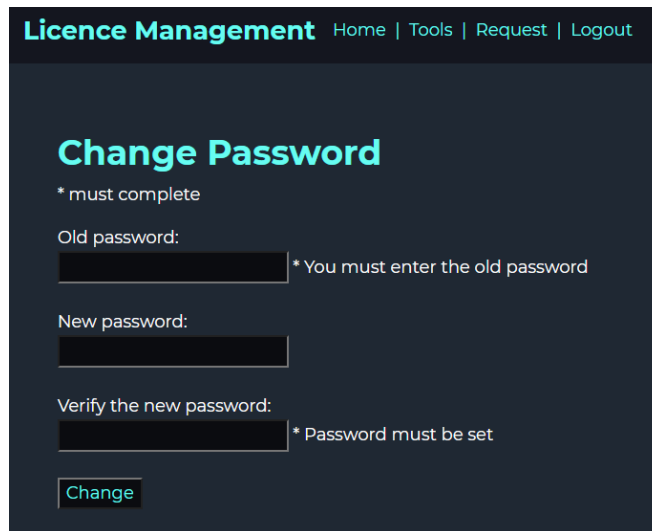 Licence Management Home | Tools | Request | Logout
Change Password
* must complete
Old password:
* You must enter the old password
New password:
Verify the new password:
* Password must be set
Change